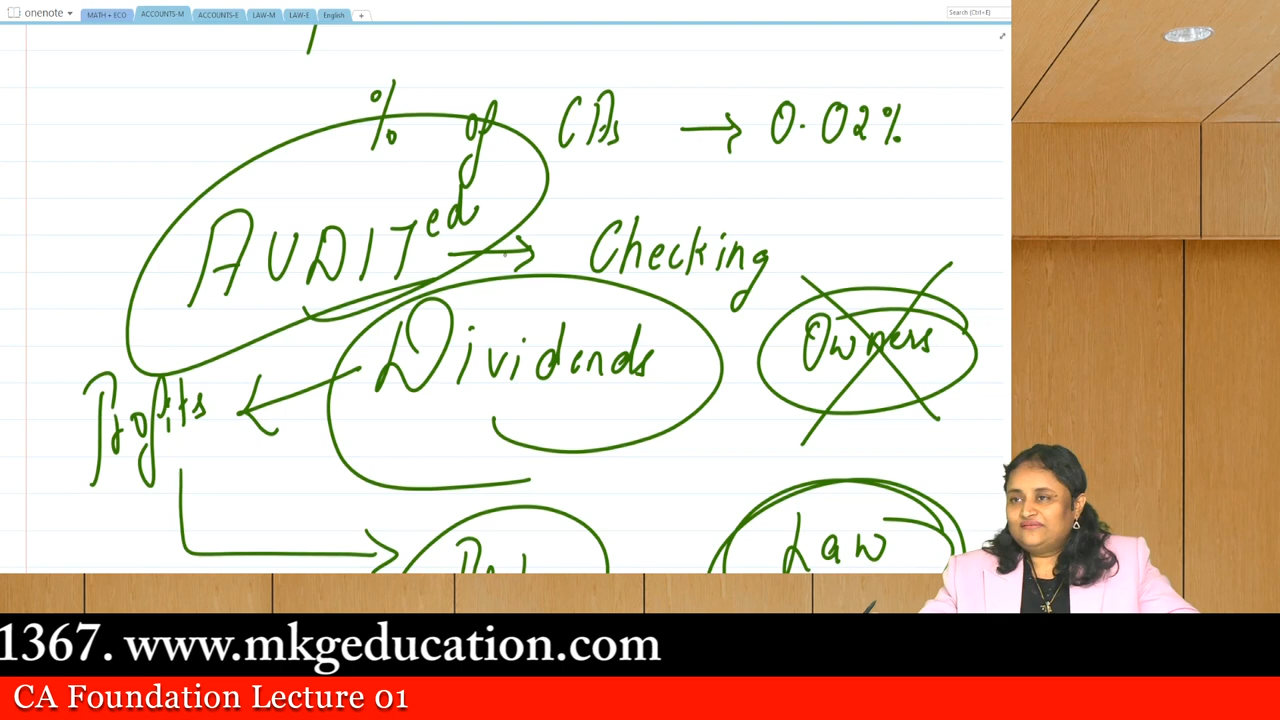 onenote
MATH + ECO
ACCOUNTS-M
ACCOUNTS-E
LAW-M
LAW-E
English
+
Search (Ctrl+E)
% of CAs → 0.02%
AUDITed → Checking
Dividends
Owners
Profits
Law
1367. www.mkgeducation.com
CA Foundation Lecture 01